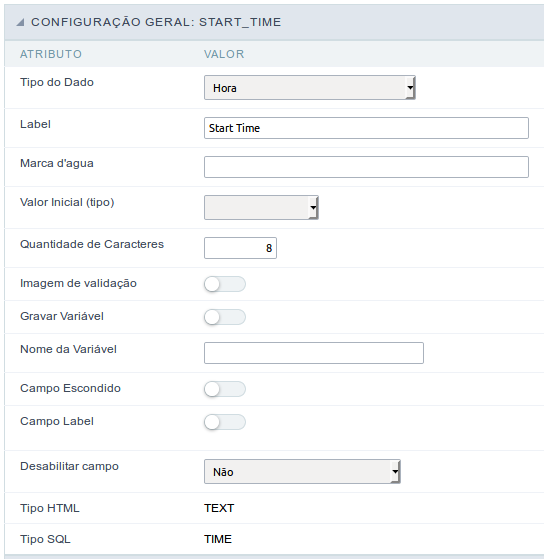 CONFIGURAÇÃO GERAL: START_TIME
ATRIBUTO VALOR
Tipo do Dado Hora
Label Start Time
Marca d'agua
Valor Inicial (tipo)
Quantidade de Caracteres 8
Imagem de validação
Gravar Variável
Nome da Variável
Campo Escondido
Campo Label
Desabilitar campo Não
Tipo HTML TEXT
Tipo SQL TIME